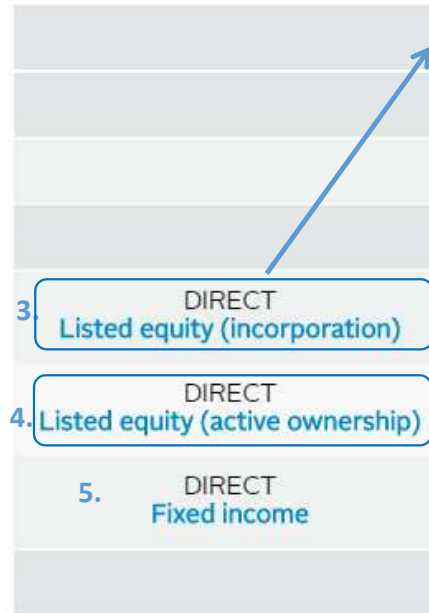 3.
DIRECT
Listed equity (incorporation)
4.
DIRECT
Listed equity (active ownership)
5.
DIRECT
Fixed income